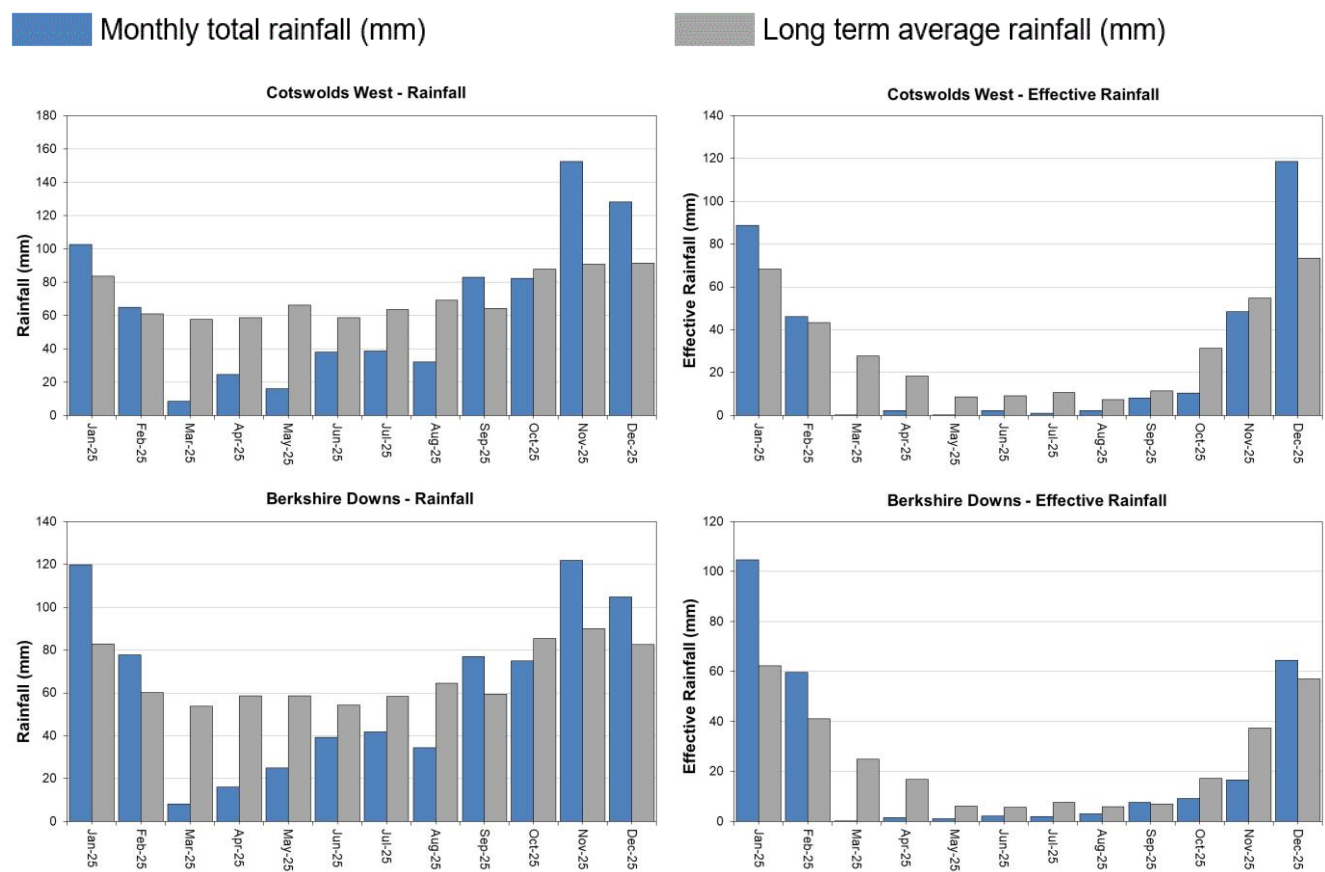 Monthly total rainfall (mm)
Long term average rainfall (mm)
Cotswolds West - Rainfall
Rainfall (mm)
180
160
140
120
100
80
60
40
20
0
Jan-25
Feb-25
Mar-25
Apr-25
May-25
Jun-25
Jul-25
Aug-25
Sep-25
Oct-25
Nov-25
Dec-25
Cotswolds West - Effective Rainfall
Effective Rainfall (mm)
140
120
100
80
60
40
20
0
Jan-25
Feb-25
Mar-25
Apr-25
May-25
Jun-25
Jul-25
Aug-25
Sep-25
Oct-25
Nov-25
Dec-25
Berkshire Downs - Rainfall
Rainfall (mm)
140
120
100
80
60
40
20
0
Jan-25
Feb-25
Mar-25
Apr-25
May-25
Jun-25
Jul-25
Aug-25
Sep-25
Oct-25
Nov-25
Dec-25
Berkshire Downs - Effective Rainfall
Effective Rainfall (mm)
120
100
80
60
40
20
0
Jan-25
Feb-25
Mar-25
Apr-25
May-25
Jun-25
Jul-25
Aug-25
Sep-25
Oct-25
Nov-25
Dec-25